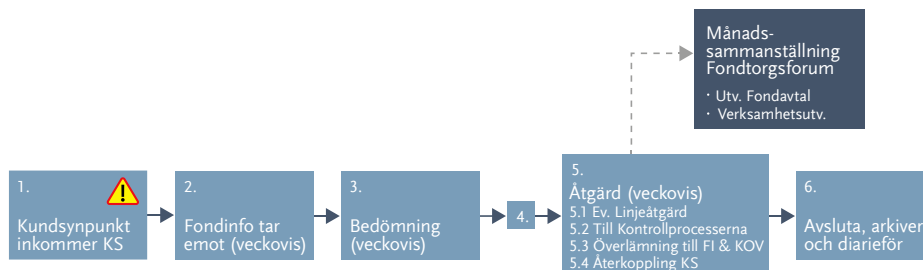 Månads-
sammanställning
Fondtorgsforum
· Utv. Fondavtal
· Verksamhetsutv.
1.
Kundsynpunkt
inkommer KS
2.
Fondinfo tar
emot (veckovis)
3.
Bedömning
(veckovis)
4.
5.
Åtgärd (veckovis)
5.1 Ev. Linjeåtgärd
5.2 Till Kontrollprocesserna
5.3 Överlämning till FI & KOV
5.4 Återkoppling KS
6.
Avsluta, arkiver
och diarieför